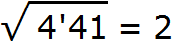 √4'41 = 2